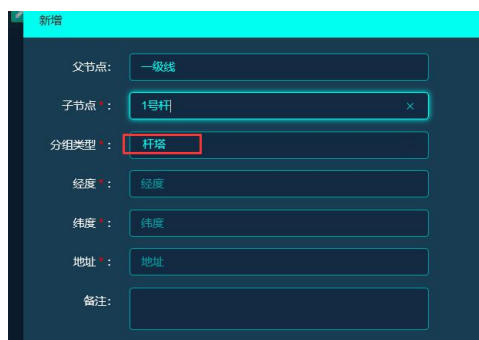 新增
父节点: 一级线
子节点*: 1号杆 ×
分组类型*: 杆塔
经度*: 经度
纬度*: 纬度
地址*: 地址
备注: